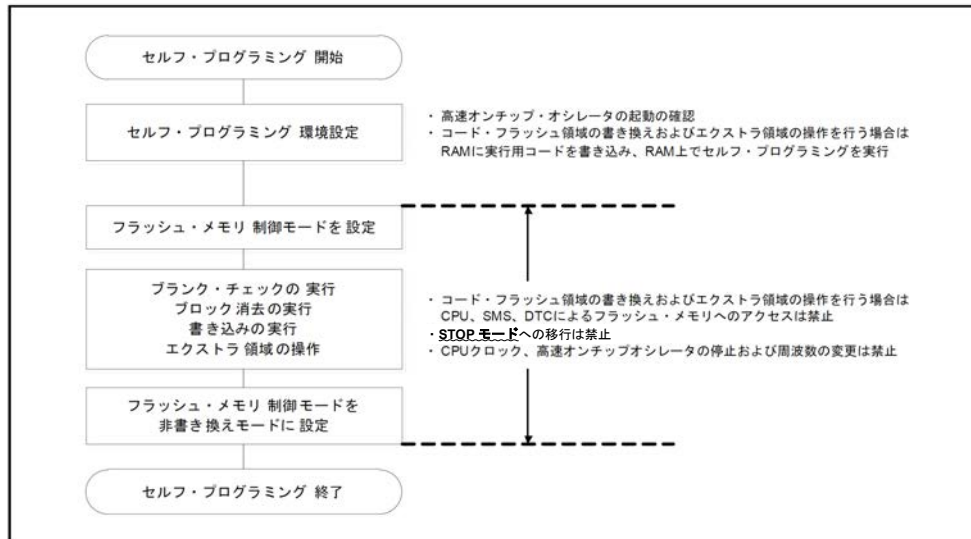 セルフ・プログラミング 開始
セルフ・プログラミング 環境設定
・ 高速オンチップ・オシレータの起動の確認
・ コード・フラッシュ領域の書き換えおよびエクストラ領域の操作を行う場合は
RAMに実行用コードを書き込み、RAM上でセルフ・プログラミングを実行
フラッシュ・メモリ 制御モードを 設定
ブランク・チェックの 実行
ブロック 消去の実行
書き込みの 実行
エクストラ 領域の操作
・ コード・フラッシュ領域の書き換えおよびエクストラ領域の操作を行う場合は
CPU、SMS、DTCによるフラッシュ・メモリへのアクセスは禁止
・STOP モードへの移行は禁止
・ CPUクロック、高速オンチップオシレータの停止および周波数の変更は禁止
フラッシュ・メモリ 制御モードを
非書き換えモードに 設定
セルフ・プログラミング 終了